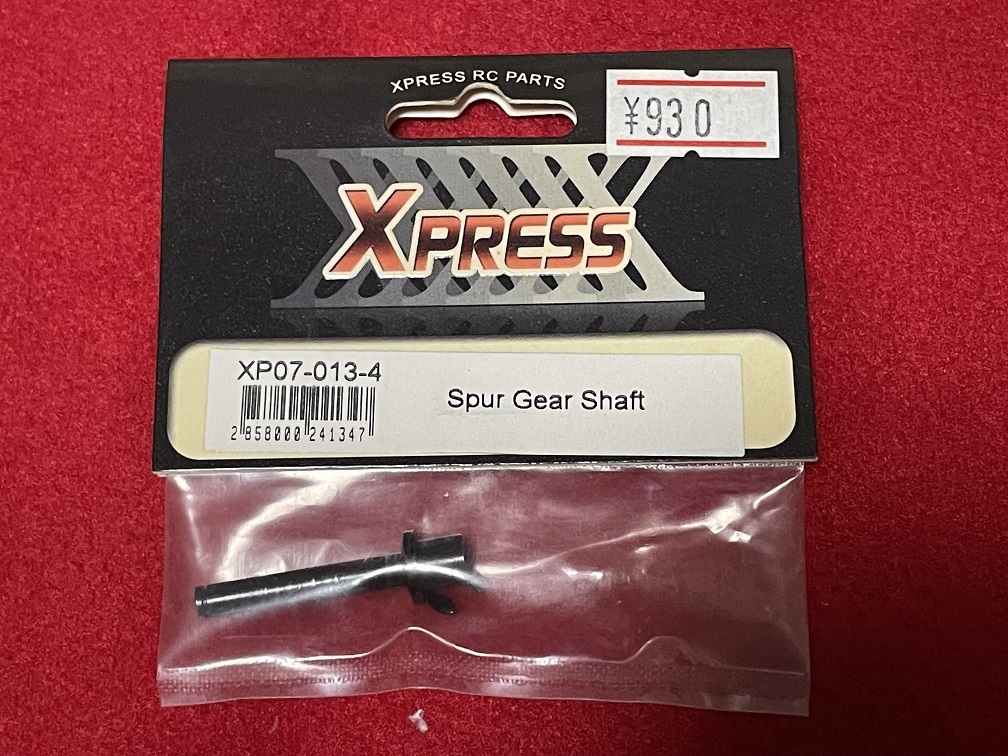 XPRESS RC PARTS
¥930
XPRESS
XP07-013-4
Spur Gear Shaft
2 858000 241347